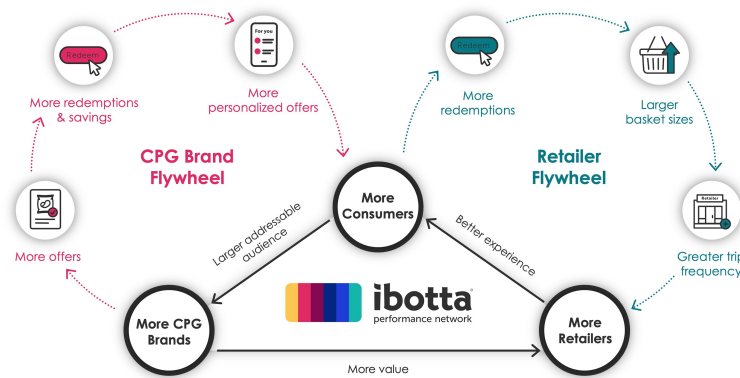 Redeem
More redemptions
& savings
For you
More
personalized offers
Redeem
More
redemptions
Larger
basket sizes
CPG Brand
Flywheel
Retailer
Flywheel
More offers
More
Consumers
Retailer
Greater trip
frequency
Larger addressable
audience
Better experience
ibotta
performance network
More CPG
Brands
More
Retailers
More value